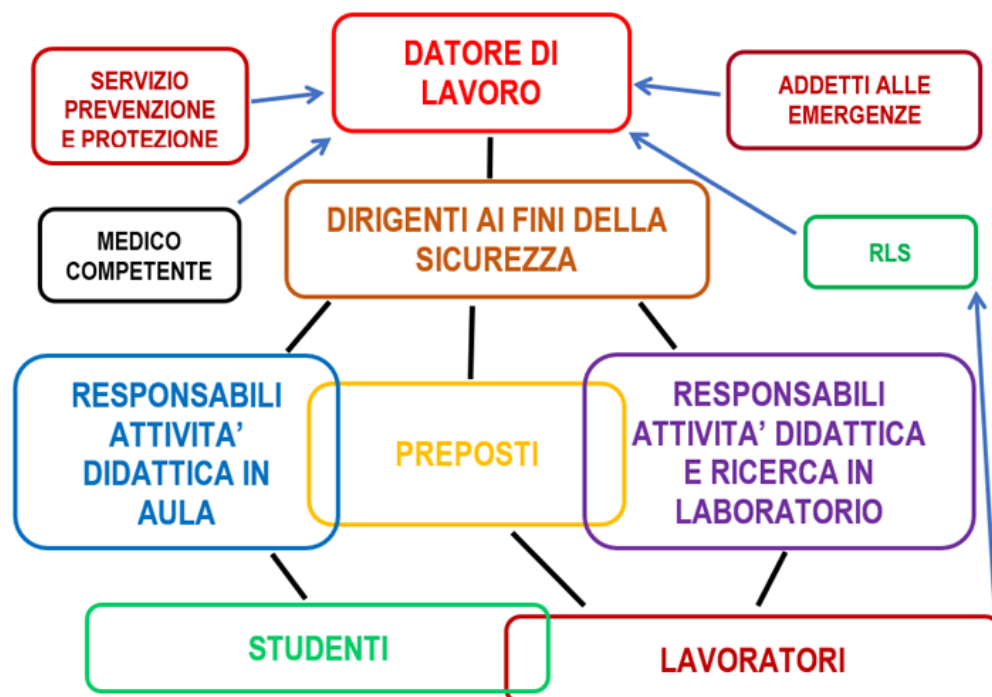 DATORE DI
LAVORO
SERVIZIO
PREVENZIONE
E PROTEZIONE
ADDETTI ALLE
EMERGENZE
DIRIGENTI AI FINI DELLA
SICUREZZA
MEDICO
COMPETENTE
RLS
RESPONSABILI
ATTIVITA’
DIDATTICA IN
AULA
PREPOSTI
RESPONSABILI
ATTIVITA’ DIDATTICA
E RICERCA IN
LABORATORIO
STUDENTI
LAVORATORI